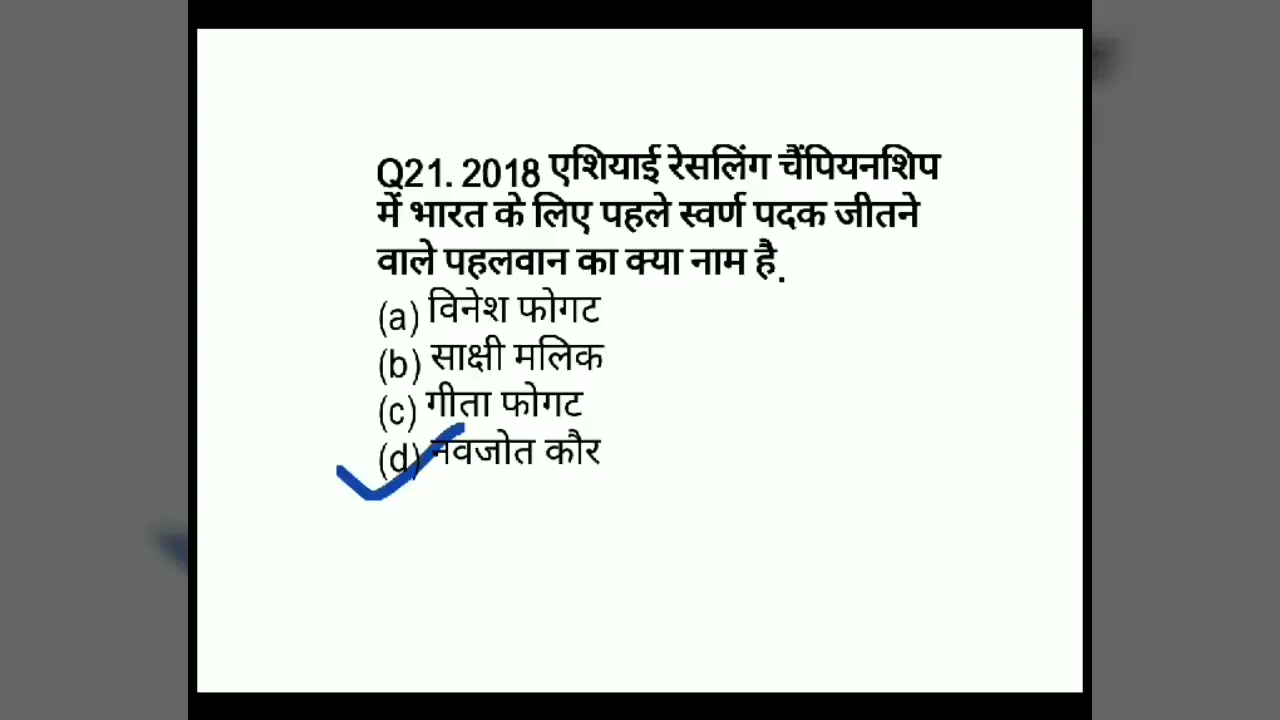 Q21. 2018 एशियाई रेसलिंग चैंपियनशिप
में भारत के लिए पहले स्वर्ण पदक जीतने
वाले पहलवान का क्या नाम है.
(a) विनेश फोगट
(b) साक्षी मलिक
(c) गीता फोगट
(d) नवजोत कौर